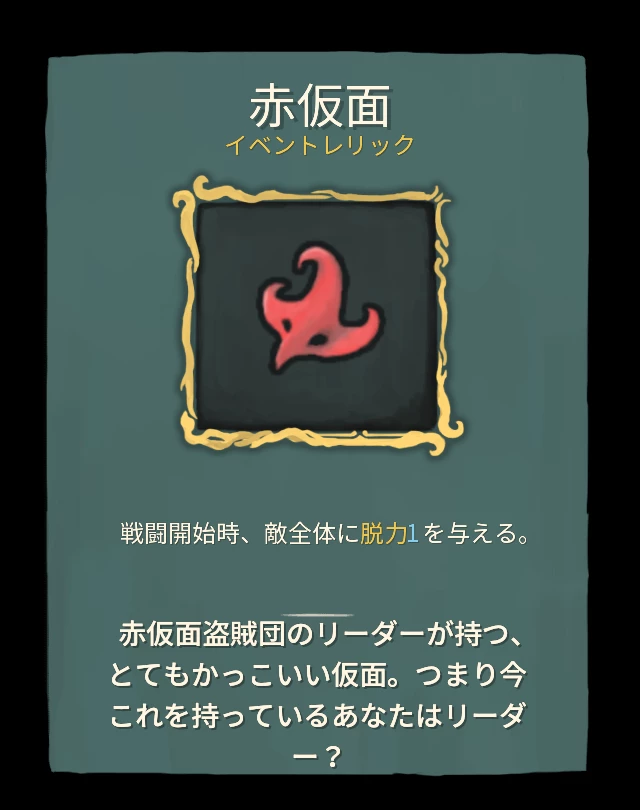 赤仮面
イベントレリック
戦闘開始時、敵全体に脱力1を与える。
赤仮面盗賊団のリーダーが持つ、
とてもかっこいい仮面。つまり今
これを持っているあなたはリーダ
ー？